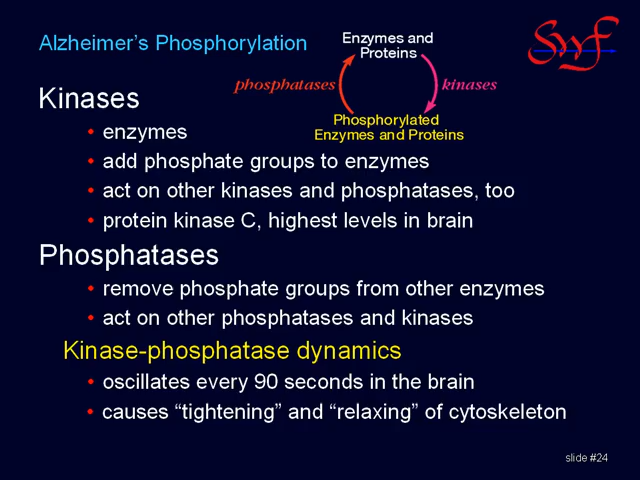 Alzheimer's Phosphorylation
Enzymes and
Proteins
phosphatases
kinases
Phosphorylated
Enzymes and Proteins
Swf
Kinases
• enzymes
• add phosphate groups to enzymes
• act on other kinases and phosphatases, too
• protein kinase C, highest levels in brain
Phosphatases
• remove phosphate groups from other enzymes
• act on other phosphatases and kinases
Kinase-phosphatase dynamics
• oscillates every 90 seconds in the brain
• causes “tightening” and “relaxing” of cytoskeleton
slide #24